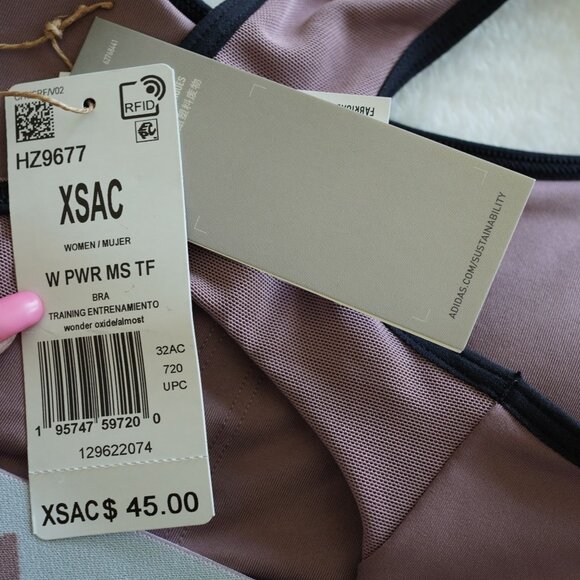 RFID
HZ9677
XSAC
WOMEN / MUJER
W PWR MS TF
BRA
TRAINING ENTRENAMIENTO
wonder oxide/almost
32AC
720
UPC
1 95747 59720 0
129622074
XSAC $ 45.00
ADIDAS.COM/SUSTAINABILITY